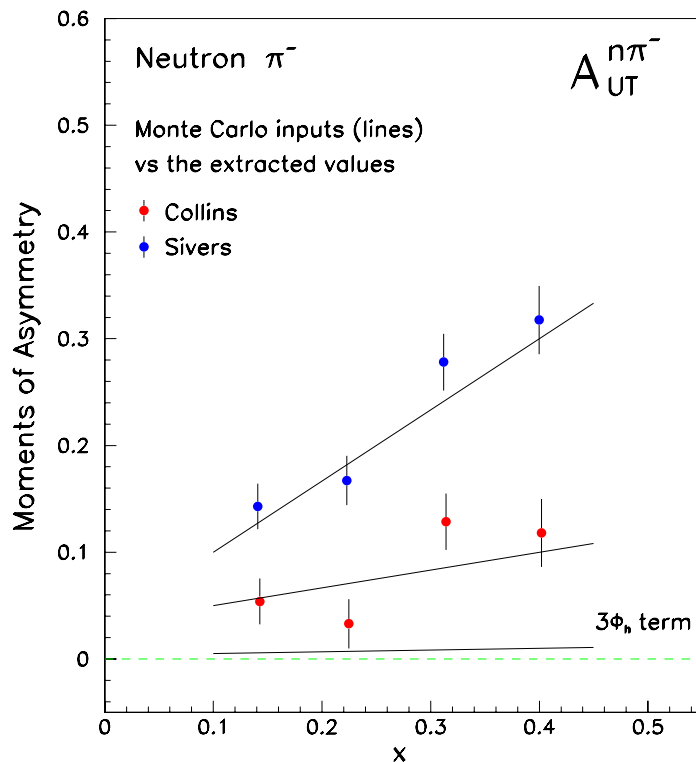 Neutron π⁻
A_UT^nπ⁻
Monte Carlo inputs (lines)
vs the extracted values
Collins
Sivers
3Φ_h term
Moments of Asymmetry
0.6
0.5
0.4
0.3
0.2
0.1
0
0 0.1 0.2 0.3 0.4 0.5
x